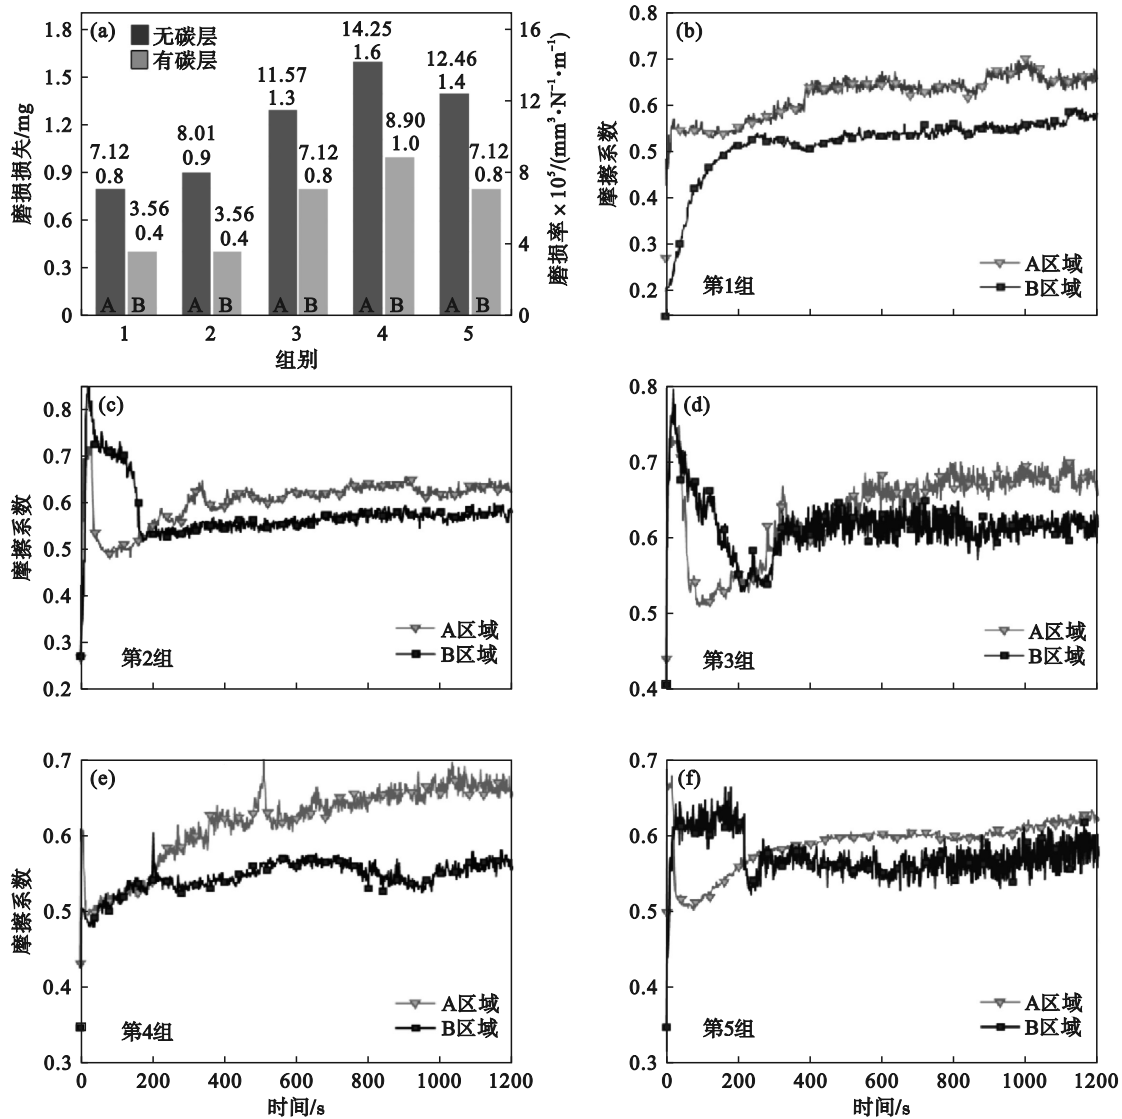 (a)
无碳层
有碳层
1.8
1.5
1.2
0.9
0.6
0.3
0
磨损损失/mg
16
12
8
4
0
磨损率×10⁵/(mm³·N⁻¹·m⁻¹)
7.12
0.8
3.56
0.4
8.01
0.9
3.56
0.4
11.57
1.3
7.12
0.8
14.25
1.6
8.90
1.0
12.46
1.4
7.12
0.8
A B A B A B A B A B
1 2 3 4 5
组别
(b)
0.8
0.7
0.6
0.5
0.4
0.3
0.2
摩擦系数
第1组
A区域
B区域
(c)
0.8
0.7
0.6
0.5
0.4
0.3
0.2
摩擦系数
第2组
A区域
B区域
(d)
0.8
0.7
0.6
0.5
0.4
摩擦系数
第3组
A区域
B区域
(e)
0.7
0.6
0.5
0.4
0.3
摩擦系数
第4组
A区域
B区域
0 200 400 600 800 1000 1200
时间/s
(f)
0.7
0.6
0.5
0.4
0.3
摩擦系数
第5组
A区域
B区域
0 200 400 600 800 1000 1200
时间/s